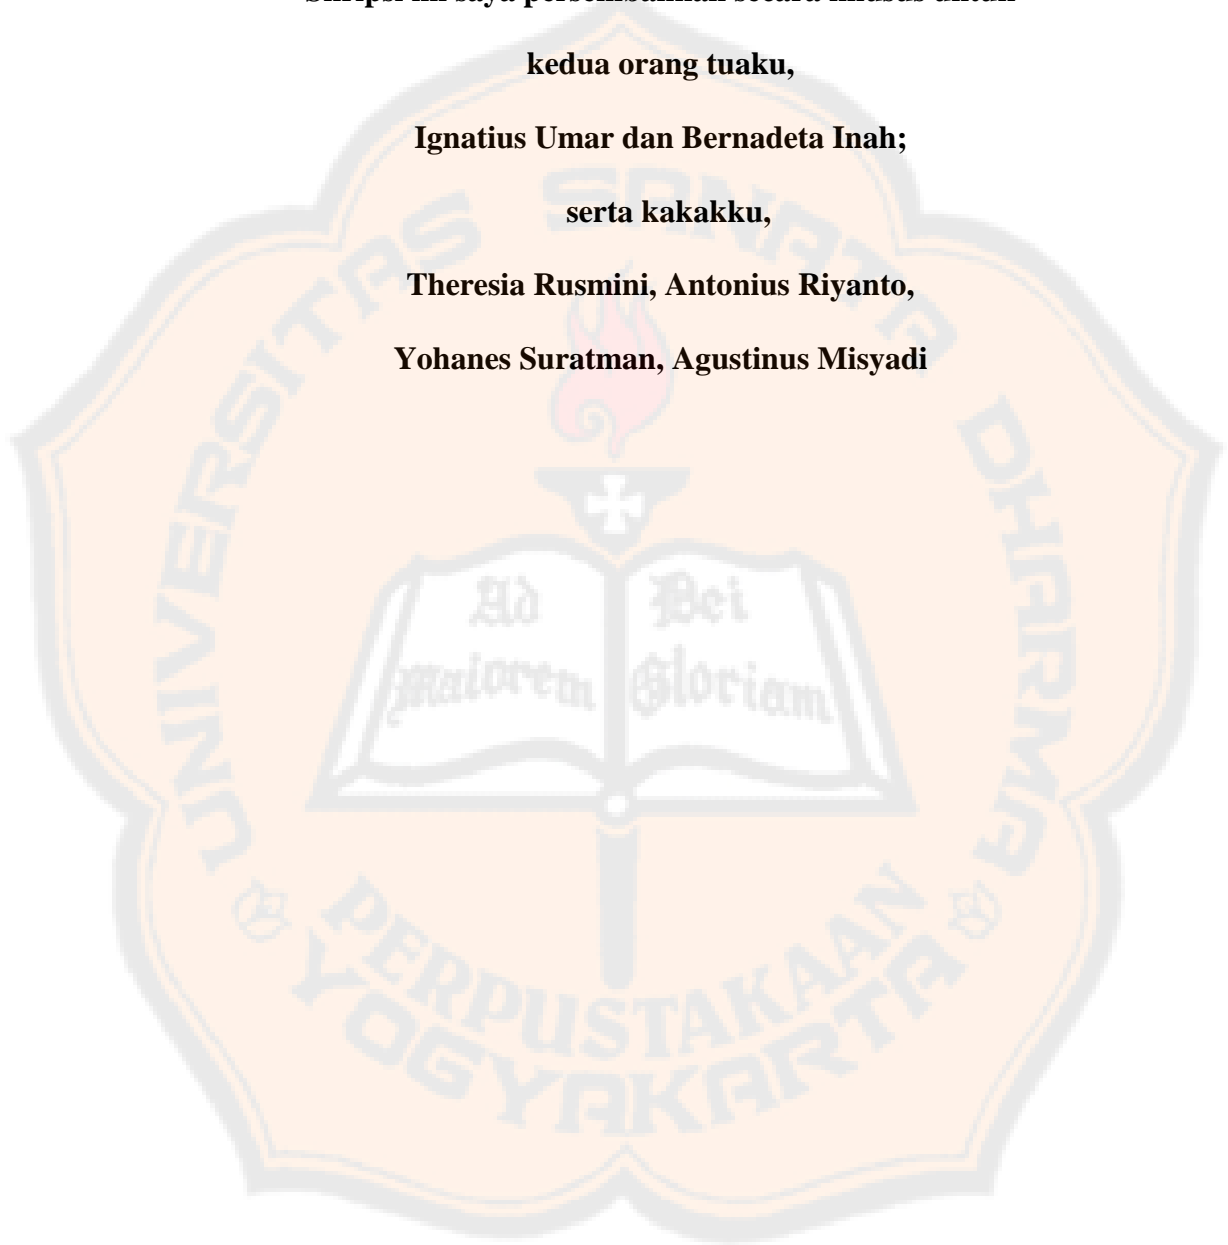 Skripsi ini saya persembahkan secara khusus untuk
kedua orang tuaku,
Ignatius Umar dan Bernadeta Inah;
serta kakakku,
Theresia Rusmini, Antonius Riyanto,
Yohanes Suratman, Agustinus Misyadi
UNIVERSITAS SANATA DHARMA
Ad Dei
Maiorem Gloriam
PERPUSTAKAAN
YOGYAKARTA